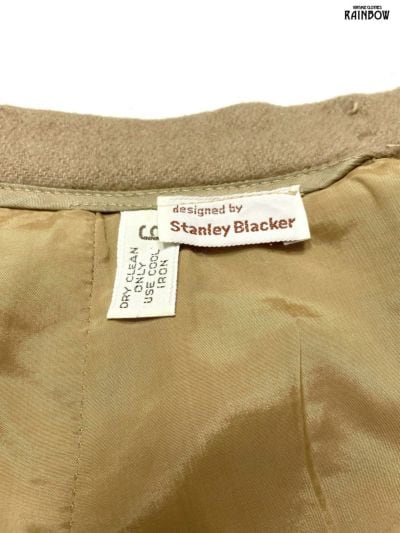 VINTAGE CLOTHES
RAINBOW
designed by
Stanley Blacker
DRY CLEAN
ONLY
USE COOL
IRON